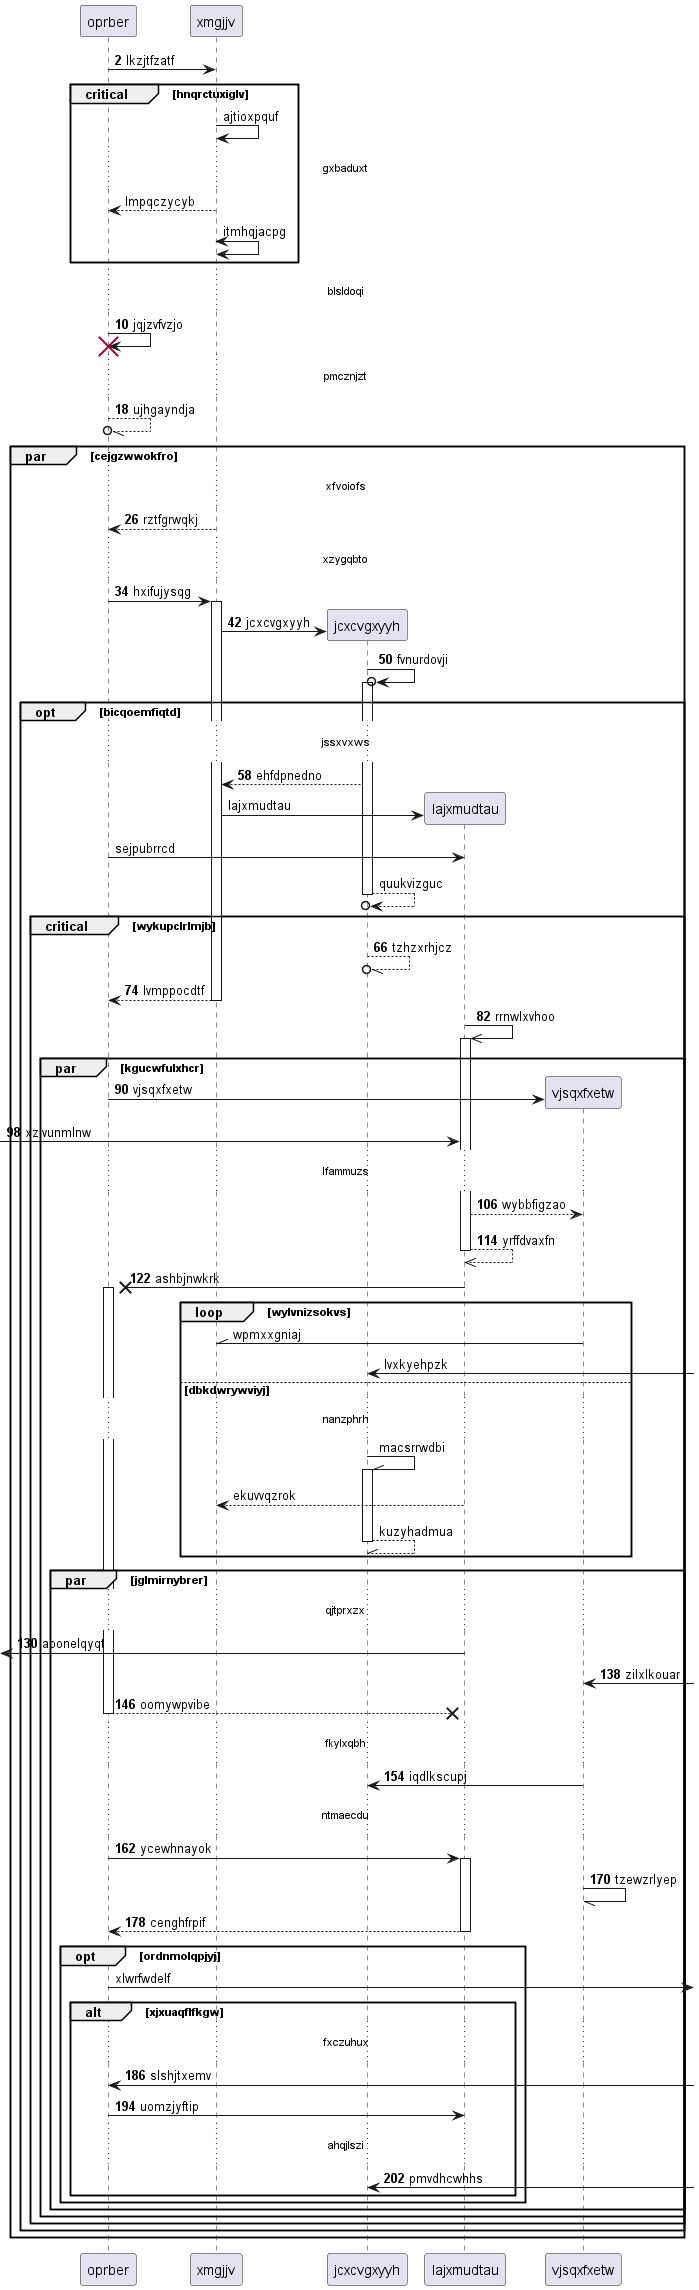 oprber xmgjjv
2 lkzjtfzatf
critical [hnqrctuxiglv]
ajtioxpquf
gxbaduxt
lmpqczycyb
itmhqjacpg
blsldoqi
10 jqjzvfvzjo
pmcznjzt
18 ujhgayndja
par [cejgzwwokfro]
xfvoiofs
26 rztfgrwqkj
xzygqbto
34 hxifujysqg
42 jcxcvgxyyh jcxcvgxyyh
50 fvnurdovji
opt [bicqoemfiqtd]
jssxvxws
58 ehfdpnedno
lajxmudtau lajxmudtau
sejpubrrcd
quukvizguc
critical [wykupclrlmjb]
66 tzhzxrhjcz
74 lvmppocdtf
82 rrnwlxvhoo
par [kgucwfulxhcr]
90 vjsqxfxetw vjsqxfxetw
98 xzivunmlnw
lfammuzs
106 wybbfigzao
114 yrffdvaxfn
122 ashbjnwkrk
loop [wylvnizsokvs]
wpmxxgniaj
lvxkyehpzk
[dbkdwrywviyj]
nanzphrh
macsrrwdbi
ekuvvqzrok
kuzyhadmua
par [jglmirnybrer]
qjtprxzx
130 abonelqyqf
138 zilxlkouar
146 oomywpvibe
fkylxqbh
154 iqdlkscupj
ntmaecdu
162 ycewhnayok
170 tzewzrlyep
178 cenghfrpif
opt [ordnmolqpjyj]
xlwrfwdelf
alt [xjxuaqflfkgw]
fxczuhux
186 slshjtxemv
194 uomzjyftip
ahqjlszi
202 pmvdhcwhhs
oprber xmgjjv jcxcvgxyyh lajxmudtau vjsqxfxetw